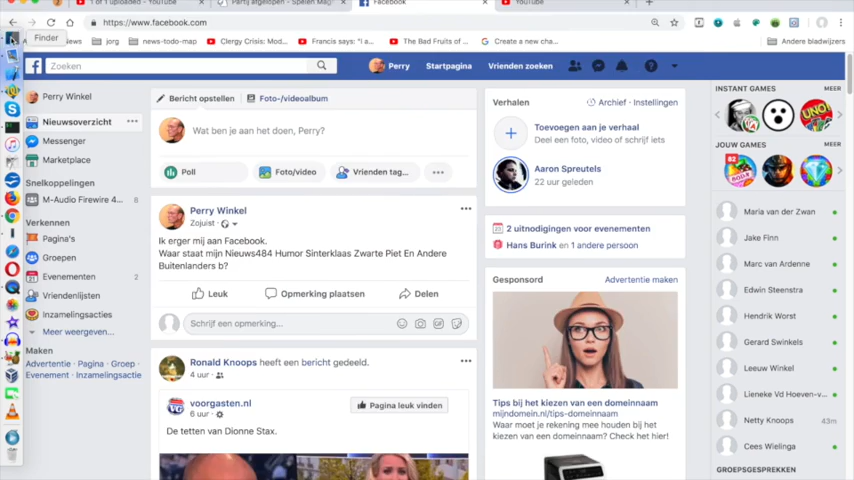 1 of 1 uploaded - YouTube
Partij afgelopen - Spelen Mag
Facebook
YouTube
https://www.facebook.com
Finder
News
jorg
news-todo-map
Clergy Crisis: Mod...
Francis says: "I a...
The Bad Fruits of ...
Create a new cha...
Andere bladwijzers
Zoeken
Perry
Startpagina
Vrienden zoeken
Perry Winkel
Nieuwsoverzicht
Messenger
Marketplace
Snelkoppelingen
M-Audio Firewire 4... 8
Verkennen
Pagina's
Groepen
Evenementen 2
Vriendenlijsten
Inzamelingsacties
Meer weergeven...
Maken
Advertentie · Pagina · Groep ·
Evenement · Inzamelingsactie
Bericht opstellen
Foto-/videoalbum
Wat ben je aan het doen, Perry?
Poll
Foto/video
Vrienden tag...
Perry Winkel
Zojuist ·
Ik erger mij aan Facebook.
Waar staat mijn Nieuws484 Humor Sinterklaas Zwarte Piet En Andere
Buitenlanders b?
Leuk
Opmerking plaatsen
Delen
Schrijf een opmerking...
Ronald Knoops heeft een bericht gedeeld.
4 uur ·
VG
voorgasten.nl
6 uur ·
Pagina leuk vinden
De tetten van Dionne Stax.
Verhalen
Archief · Instellingen
Toevoegen aan je verhaal
Deel een foto, video of schrijf iets
Aaron Spreutels
22 uur geleden
2 uitnodigingen voor evenementen
Hans Burink en 1 andere persoon
Gesponsord
Advertentie maken
Tips bij het kiezen van een domeinnaam
mijndomein.nl/tips-domeinnaam
Waar moet je rekening mee houden bij het
kiezen van een domeinnaam? Check het hier!
INSTANT GAMES
MEER
UNO
JOUW GAMES
MEER
92
Maria van der Zwan
Jake Finn
Marc van Ardenne
Edwin Steenstra
Hendrik Worst
Gerard Swinkels
Leeuw Winkel
Lieneke Vd Hoeven-v...
Netty Knoops 43m
Cees Wielinga
GROEPSGESPREKKEN